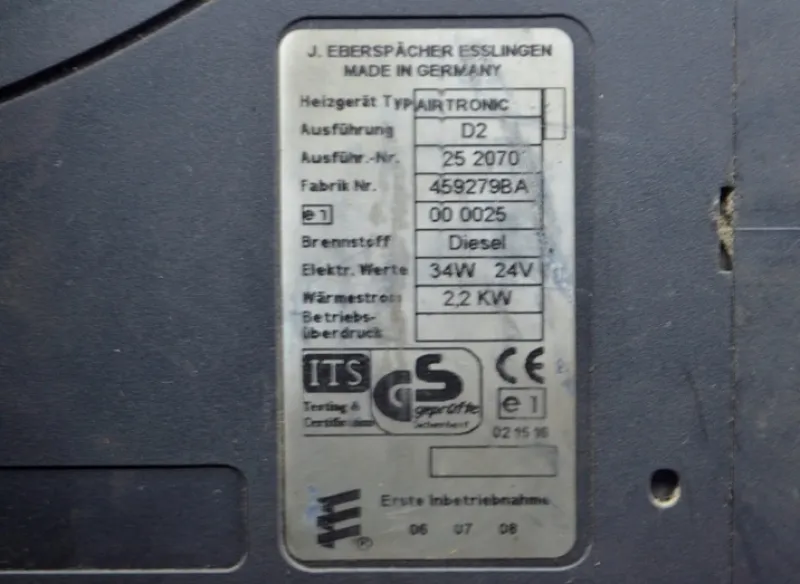 J. EBERSPÄCHER ESSLINGEN
MADE IN GERMANY
Heizgerät Typ AIRTRONIC
Ausführung D2
Ausführ.-Nr. 25 2070
Fabrik Nr. 459279BA
e1 00 0025
Brennstoff Diesel
Elektr. Werte 34W 24V
Wärmestrom 2,2 KW
Betriebs-
überdruck
ITS
Testing &
Certification
GS
geprüfte
Sicherheit
CE
e1
02 15 16
Erste Inbetriebnahme
06 07 08
®